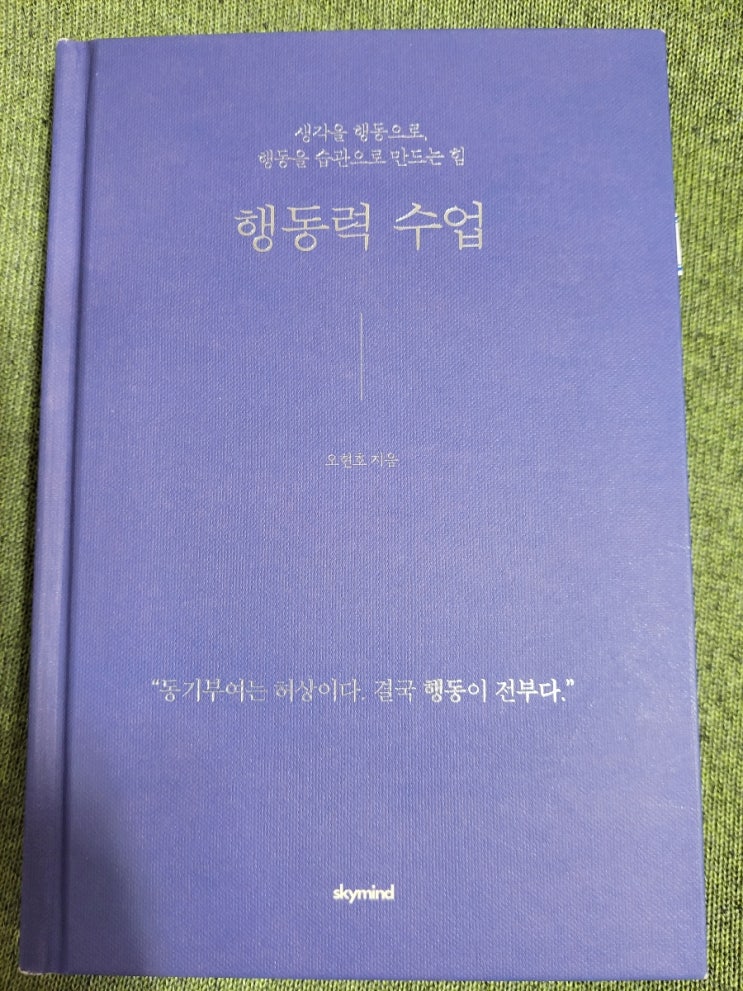 생각을 행동으로,
행동을 습관으로 만드는 힘
행동력 수업
오현호 지음
“동기부여는 허상이다. 결국 행동이 전부다.”
skymind